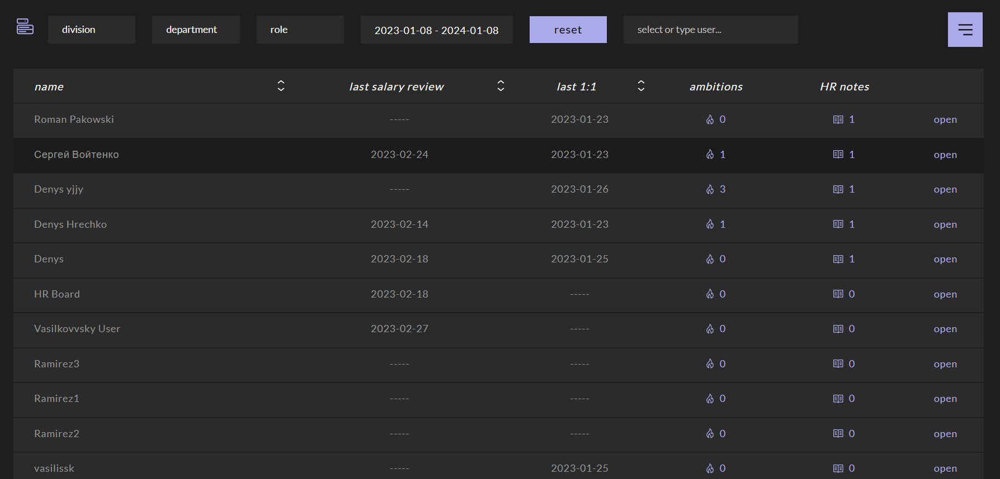 division department role 2023-01-08 - 2024-01-08 reset select or type user...
name last salary review last 1:1 ambitions HR notes
Roman Pakowski ----- 2023-01-23 0 1 open
Сергей Войтенко 2023-02-24 2023-01-23 1 1 open
Denys yjjy ----- 2023-01-26 3 1 open
Denys Hrechko 2023-02-14 2023-01-23 1 1 open
Denys 2023-02-18 2023-01-25 0 1 open
HR Board 2023-02-18 ----- 0 0 open
Vasilkovvsky User 2023-02-27 ----- 0 0 open
Ramirez3 ----- ----- 0 0 open
Ramirez1 ----- ----- 0 0 open
Ramirez2 ----- ----- 0 0 open
vasilissk ----- 2023-01-25 0 0 open